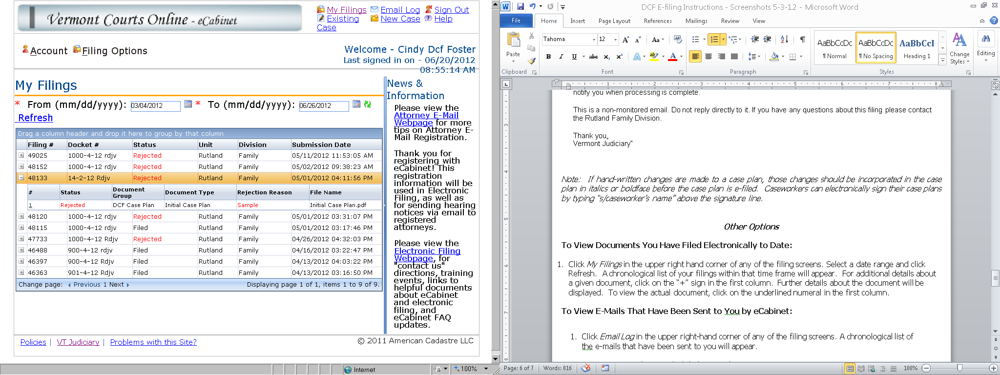 Vermont Courts Online - eCabinet
My Filings Email Log Sign Out
Existing Case New Case Help
Account Filing Options
Welcome - Cindy Dcf Foster
Last signed in on - 06/20/2012
08:55:14 AM
My Filings
* From (mm/dd/yyyy): 03/04/2012 * To (mm/dd/yyyy): 06/26/2012
Refresh
Drag a column header and drop it here to group by that column
Filing # Docket # Status Unit Division Submission Date
49025 1000-4-12 rdjv Rejected Rutland Family 05/11/2012 11:53:05 AM
48152 1000-4-12 rdjv Rejected Rutland Family 05/02/2012 09:38:23 AM
48133 14-2-12 Rdjv Rejected Rutland Family 05/01/2012 04:11:56 PM
# Status Document Group Document Type Rejection Reason File Name
1 Rejected DCF Case Plan Initial Case Plan Sample Initial Case Plan.pdf
48120 1000-4-12 rdjv Rejected Rutland Family 05/01/2012 03:31:07 PM
48115 1000-4-12 rdjv Filed Rutland Family 05/01/2012 03:17:46 PM
47733 1000-4-12 Rdjv Rejected Rutland Family 04/26/2012 04:32:03 PM
46488 900-4-12 rdjv Filed Rutland Family 04/16/2012 03:22:47 PM
46397 900-4-12 Rdjv Filed Rutland Family 04/13/2012 04:03:22 PM
46363 901-4-12 Rdjv Filed Rutland Family 04/13/2012 03:16:50 PM
Change page: Previous 1 Next Displaying page 1 of 1, items 1 to 9 of 9.
News &
Information
Please view the
Attorney E-Mail
Webpage for more
tips on Attorney E-
Mail Registration.
Thank you for
registering with
eCabinet! This
registration
information will be
used in Electronic
Filing, as well as
for sending hearing
notices via email to
registered
attorneys.
Please view the
Electronic Filing
Webpage, for
"contact us"
directions, training
events, links to
helpful documents
about eCabinet
and electronic
filing, and
eCabinet FAQ
updates.
Policies | VT Judiciary | Problems with this Site?
© 2011 American Cadastre LLC
Internet 100%
DCF E-filing Instructions - Screenshots 5-3-12 - Microsoft Word
File Home Insert Page Layout References Mailings Review View
Tahoma 12
Paste
AaBbCcDc AaBbCcDc AaBbCcI
¶ Normal ¶ No Spacing Heading 1
Change Styles
Editing
Clipboard Font Paragraph Styles
1 2 3 4 5 6 7 8
3
4
5
6
7
8
notify you when processing is complete.
This is a non-monitored email. Do not reply directly to it. If you have any questions about this filing please contact
the Rutland Family Division.
Thank you,
Vermont Judiciary"
Note: If hand-written changes are made to a case plan, those changes should be incorporated in the case
plan in italics or boldface before the case plan is e-filed. Caseworkers can electronically sign their case plans
by typing “s/caseworker’s name” above the signature line.
Other Options
To View Documents You Have Filed Electronically to Date:
1. Click My Filings in the upper right hand corner of any of the filing screens. Select a date range and click
Refresh. A chronological list of your filings within that time frame will appear. For additional details about
a given document, click on the “+” sign in the first column. Further details about the document will be
displayed. To view the actual document, click on the underlined numeral in the first column.
To View E-Mails That Have Been Sent to You by eCabinet:
1. Click Email Log in the upper right-hand corner of any of the filing screens. A chronological list of
the e-mails that have been sent to you will appear.
Page: 6 of 7 Words: 816 100%